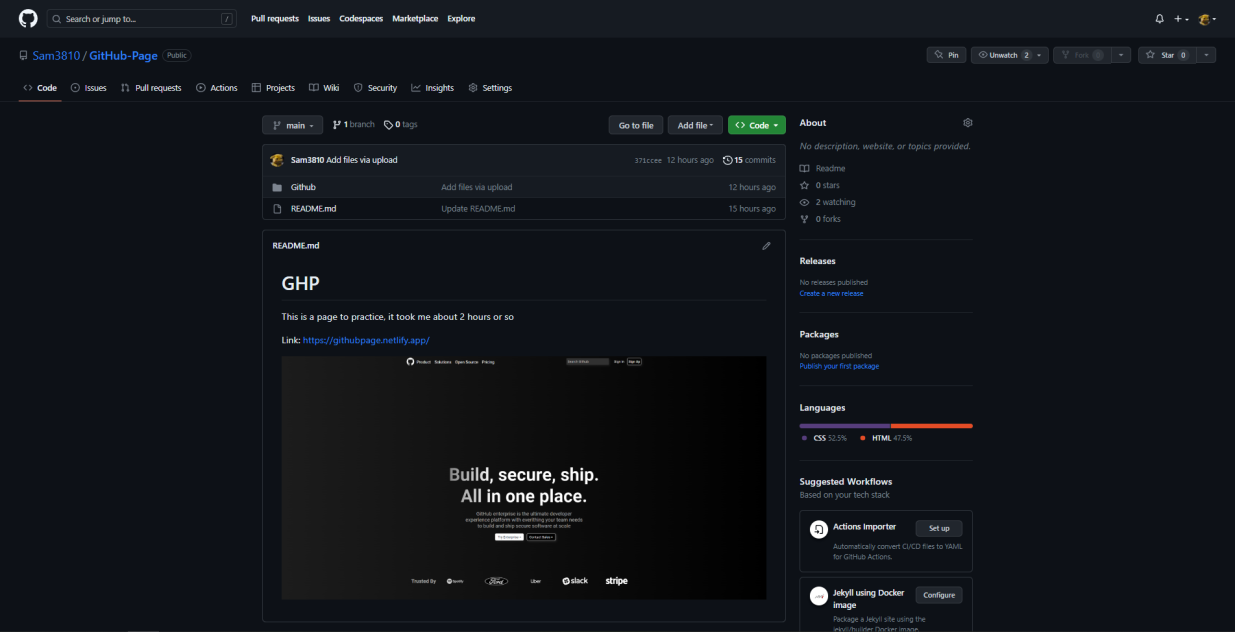 Search or jump to... /
Pull requests Issues Codespaces Marketplace Explore
Sam3810 / GitHub-Page Public
Pin Unwatch 2 Fork 0 Star 0
Code Issues Pull requests Actions Projects Wiki Security Insights Settings
main 1 branch 0 tags Go to file Add file Code
Sam3810 Add files via upload 371ccee 12 hours ago 15 commits
Github Add files via upload 12 hours ago
README.md Update README.md 15 hours ago
README.md
GHP
This is a page to practice, it took me about 2 hours or so
Link: https://githubpage.netlify.app/
Product Solutions Open Source Pricing Search Github Sign In Sign Up
Build, secure, ship.
All in one place.
GitHub enterprise is the ultimate developer
experience platform with everithing your team needs
to build and ship secure software at scale
Contact Sales
Trusted By Spotify Ford Uber slack stripe
About
No description, website, or topics provided.
Readme
0 stars
2 watching
0 forks
Releases
No releases published
Create a new release
Packages
No packages published
Publish your first package
Languages
CSS 52.5% HTML 47.5%
Suggested Workflows
Based on your tech stack
Actions Importer Set up
Automatically convert CI/CD files to YAML
for GitHub Actions.
Jekyll using Docker
image Configure
Package a Jekyll site using the
jekyll/builder Docker image.